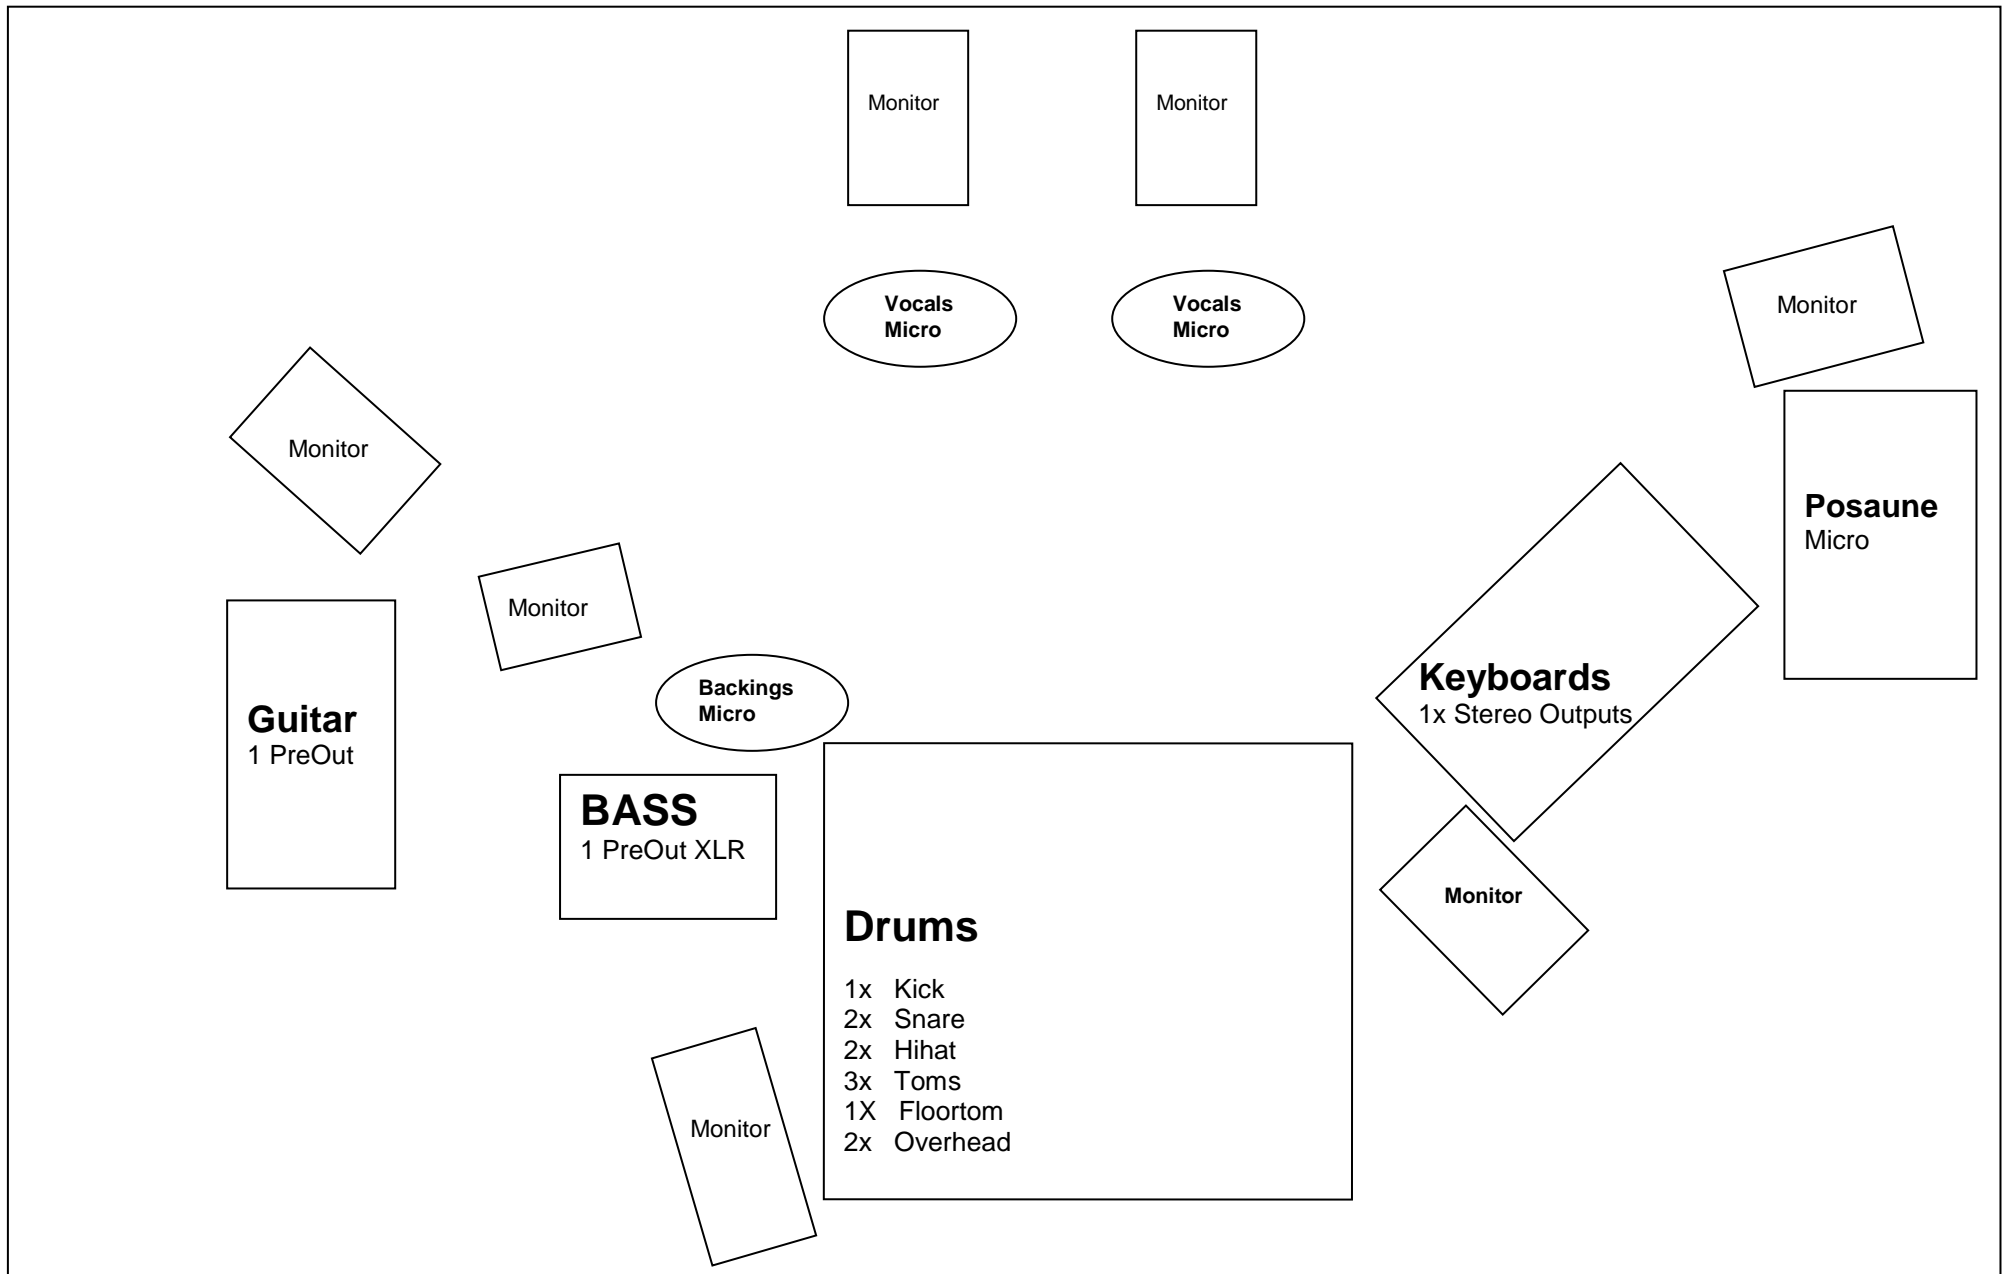 Monitor
Monitor
Vocals
Micro
Vocals
Micro
Monitor
Monitor
Posaune
Micro
Monitor
Backings
Micro
Keyboards
1x Stereo Outputs
Guitar
1 PreOut
BASS
1 PreOut XLR
Monitor
Drums
1x Kick
2x Snare
2x Hihat
3x Toms
1X Floortom
2x Overhead
Monitor